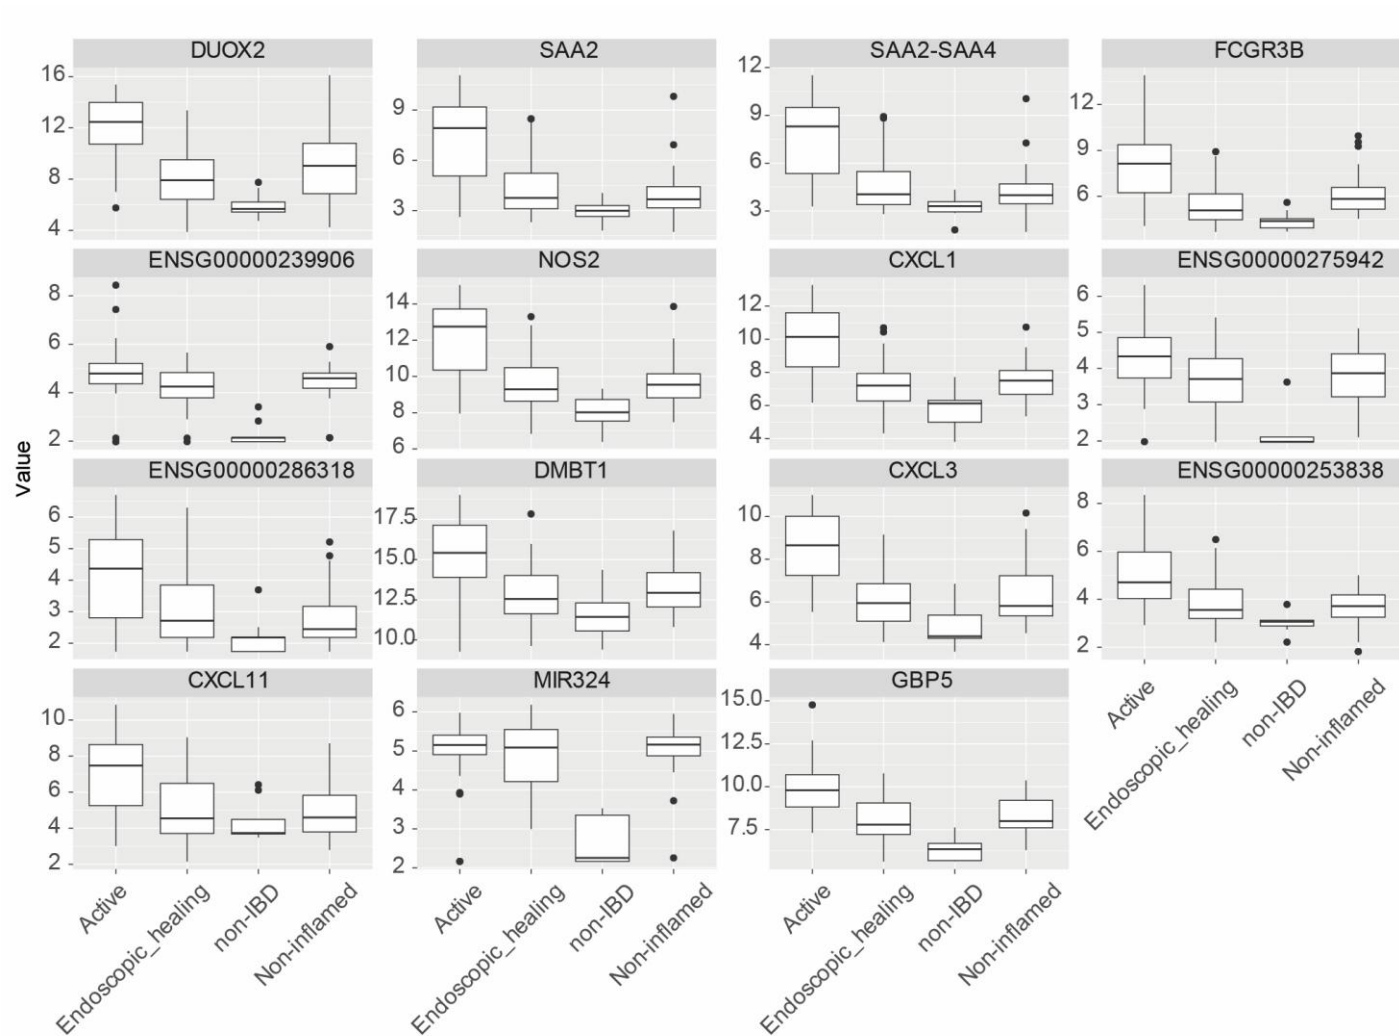 DUOX2 SAA2 SAA2-SAA4 FCGR3B
16 12 8 4
9 6 3
12 9 6 3
12 9 6
ENSG00000239906 NOS2 CXCL1 ENSG00000275942
8 6 4 2
14 12 10 8 6
12 10 8 6 4
6 5 4 3 2
Value
ENSG00000286318 DMBT1 CXCL3 ENSG00000253838
6 5 4 3 2
17.5 15.0 12.5 10.0
10 8 6 4
8 6 4 2
CXCL11 MIR324 GBP5
10 8 6 4 2
6 5 4 3 2
15.0 12.5 10.0 7.5
Active Endoscopic_healing non-IBD Non-inflamed
Active Endoscopic_healing non-IBD Non-inflamed
Active Endoscopic_healing non-IBD Non-inflamed
Active Endoscopic_healing non-IBD Non-inflamed